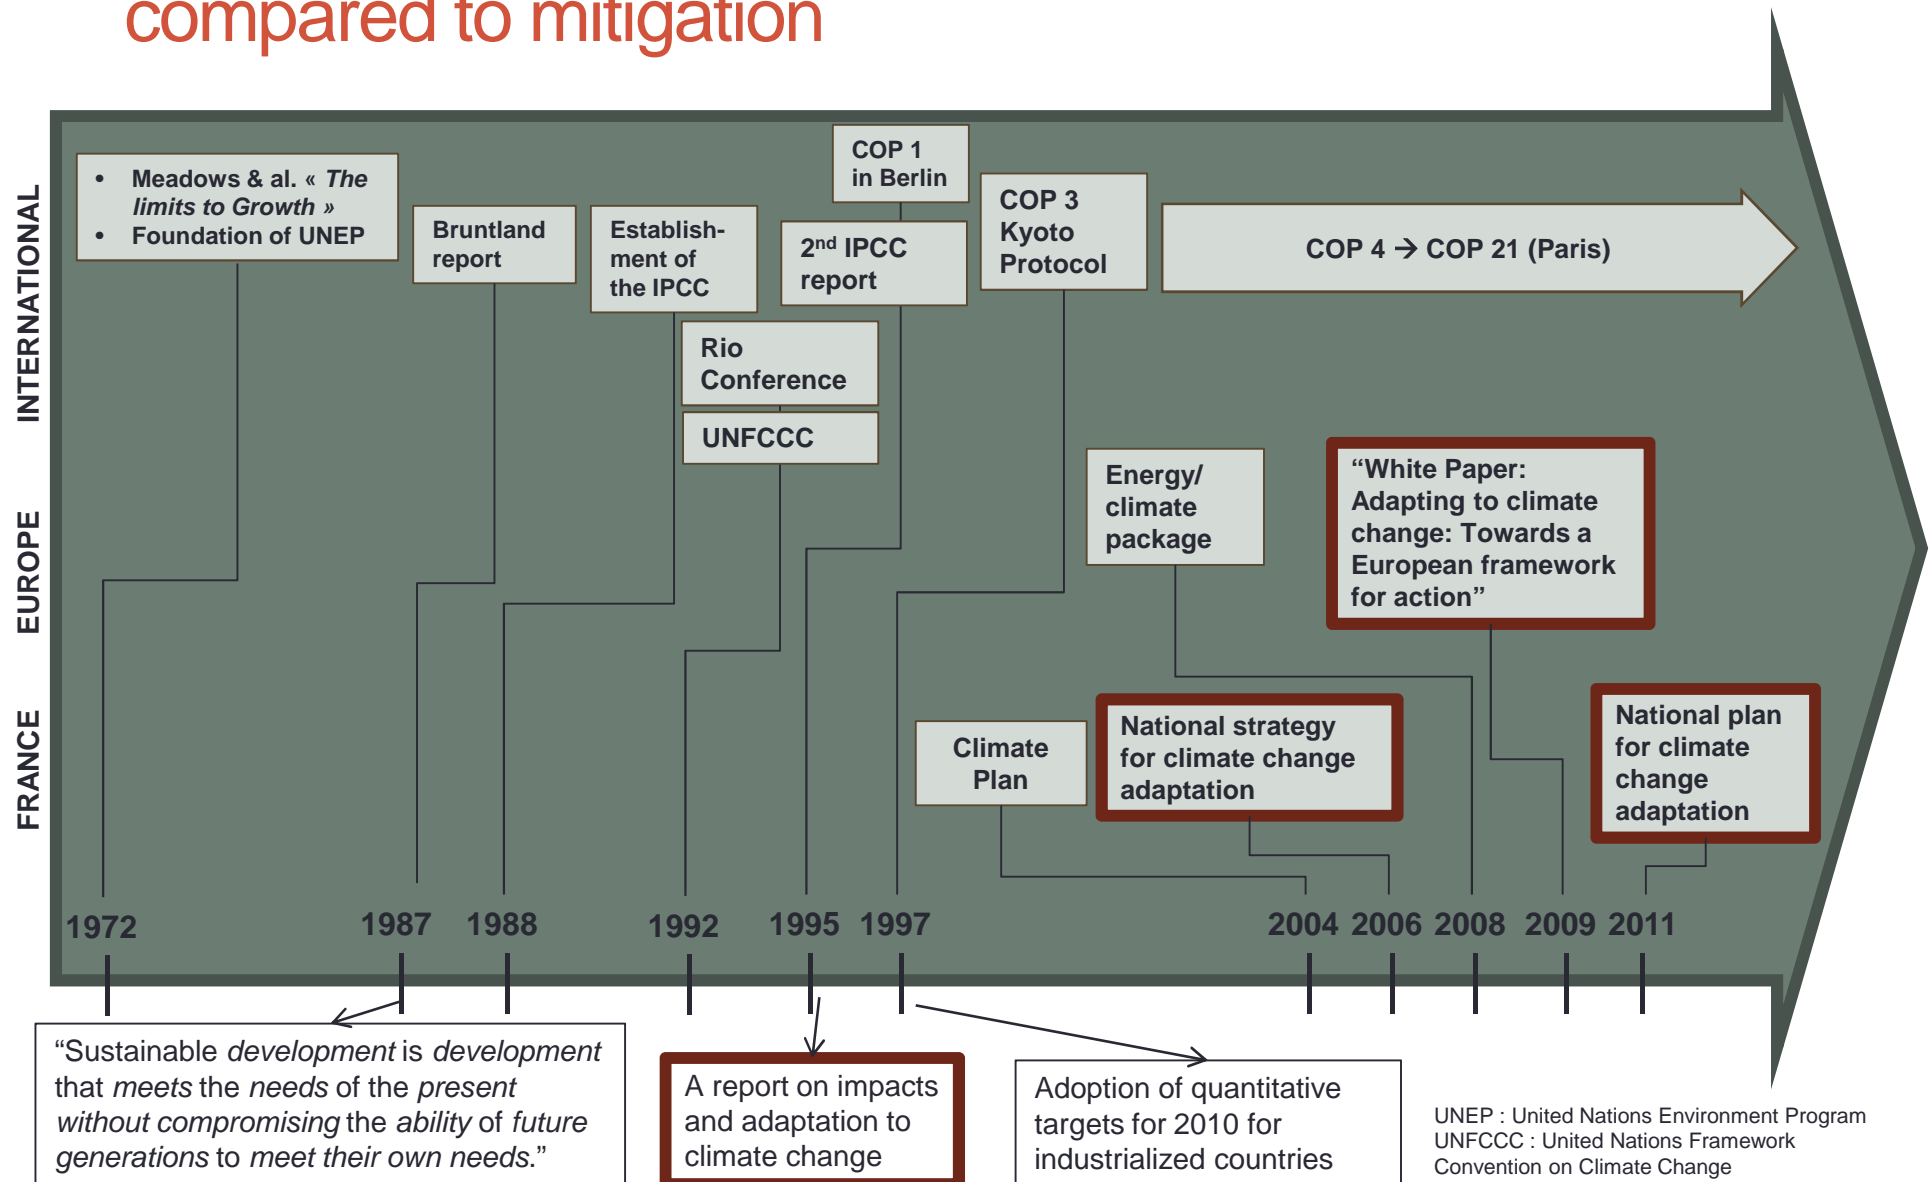 compared to mitigation
INTERNATIONAL
EUROPE
FRANCE
• Meadows & al. « The
limits to Growth »
• Foundation of UNEP
Bruntland
report
Establish-
ment of
the IPCC
COP 1
in Berlin
2nd IPCC
report
COP 3
Kyoto
Protocol
COP 4 → COP 21 (Paris)
Rio
Conference
UNFCCC
Energy/
climate
package
“White Paper:
Adapting to climate
change: Towards a
European framework
for action”
Climate
Plan
National strategy
for climate change
adaptation
National plan
for climate
change
adaptation
1972 1987 1988 1992 1995 1997 2004 2006 2008 2009 2011
“Sustainable development is development
that meets the needs of the present
without compromising the ability of future
generations to meet their own needs.”
A report on impacts
and adaptation to
climate change
Adoption of quantitative
targets for 2010 for
industrialized countries
UNEP : United Nations Environment Program
UNFCCC : United Nations Framework
Convention on Climate Change